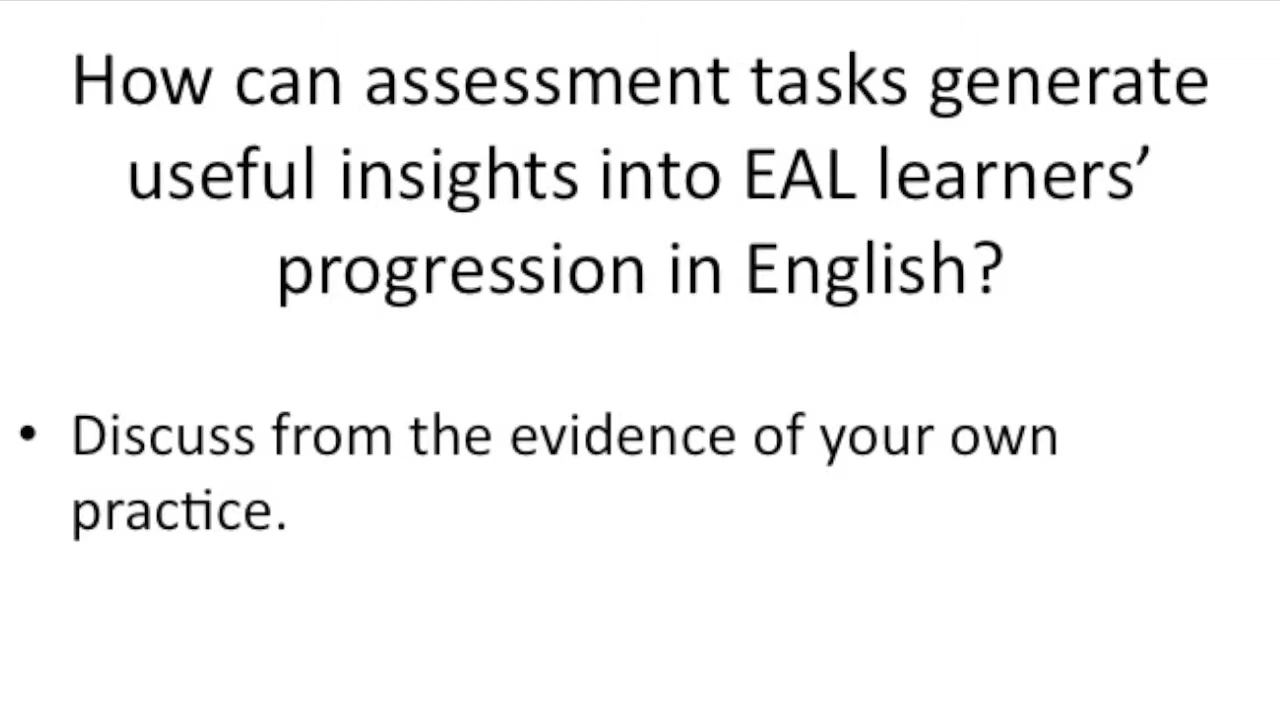 How can assessment tasks generate
useful insights into EAL learners’
progression in English?
• Discuss from the evidence of your own
practice.